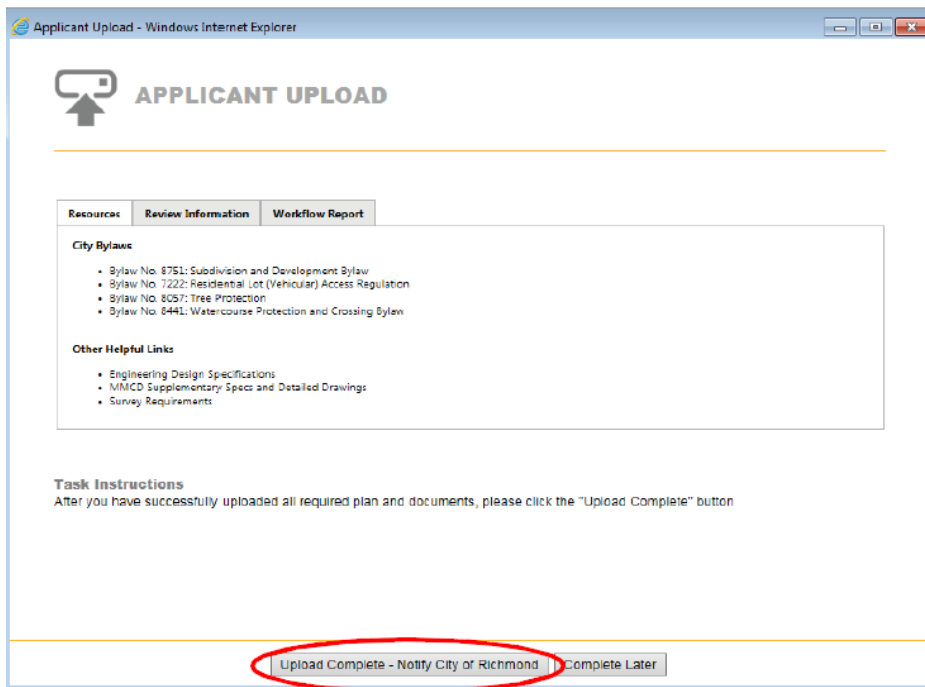 Applicant Upload - Windows Internet Explorer
APPLICANT UPLOAD
Resources Review Information Workflow Report
City Bylaws
• Bylaw No. 8751: Subdivision and Development Bylaw
• Bylaw No. 7222: Residential Lot (Vehicular) Access Regulation
• Bylaw No. 8057: Tree Protection
• Bylaw No. 8441: Watercourse Protection and Crossing Bylaw
Other Helpful Links
• Engineering Design Specifications
• MMCD Supplementary Specs and Detailed Drawings
• Survey Requirements
Task Instructions
After you have successfully uploaded all required plan and documents, please click the "Upload Complete" button
Upload Complete - Notify City of Richmond Complete Later